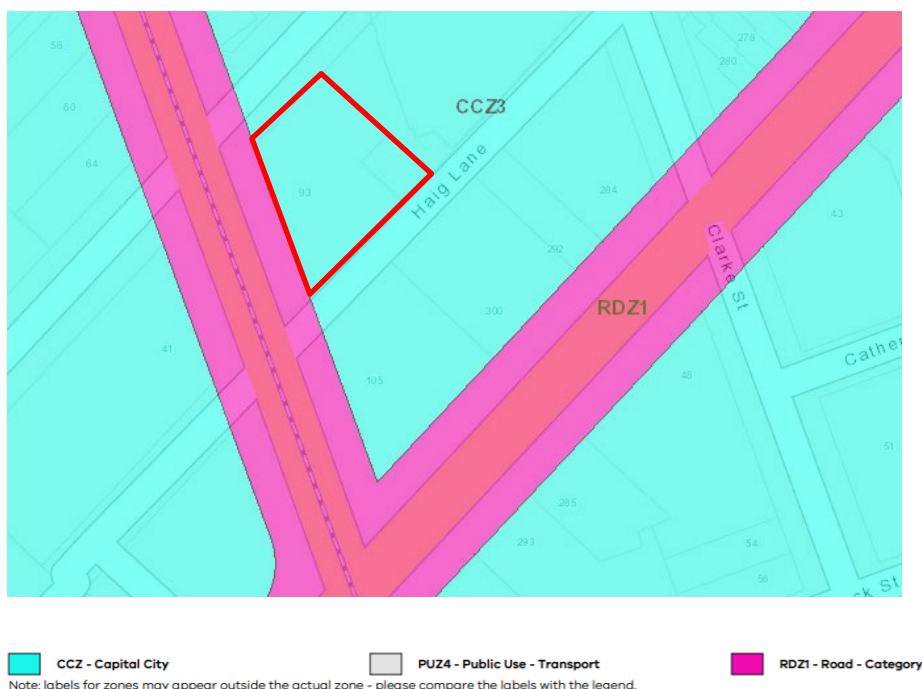 278
56
280
60
CCZ3
64
Haig Lane
93
284
43
Clarke St
292
RDZ1
300
41
Cather
105
48
51
285
293
54
56
ck St
CCZ - Capital City
PUZ4 - Public Use - Transport
RDZ1 - Road - Category
Note: labels for zones may appear outside the actual zone - please compare the labels with the legend.